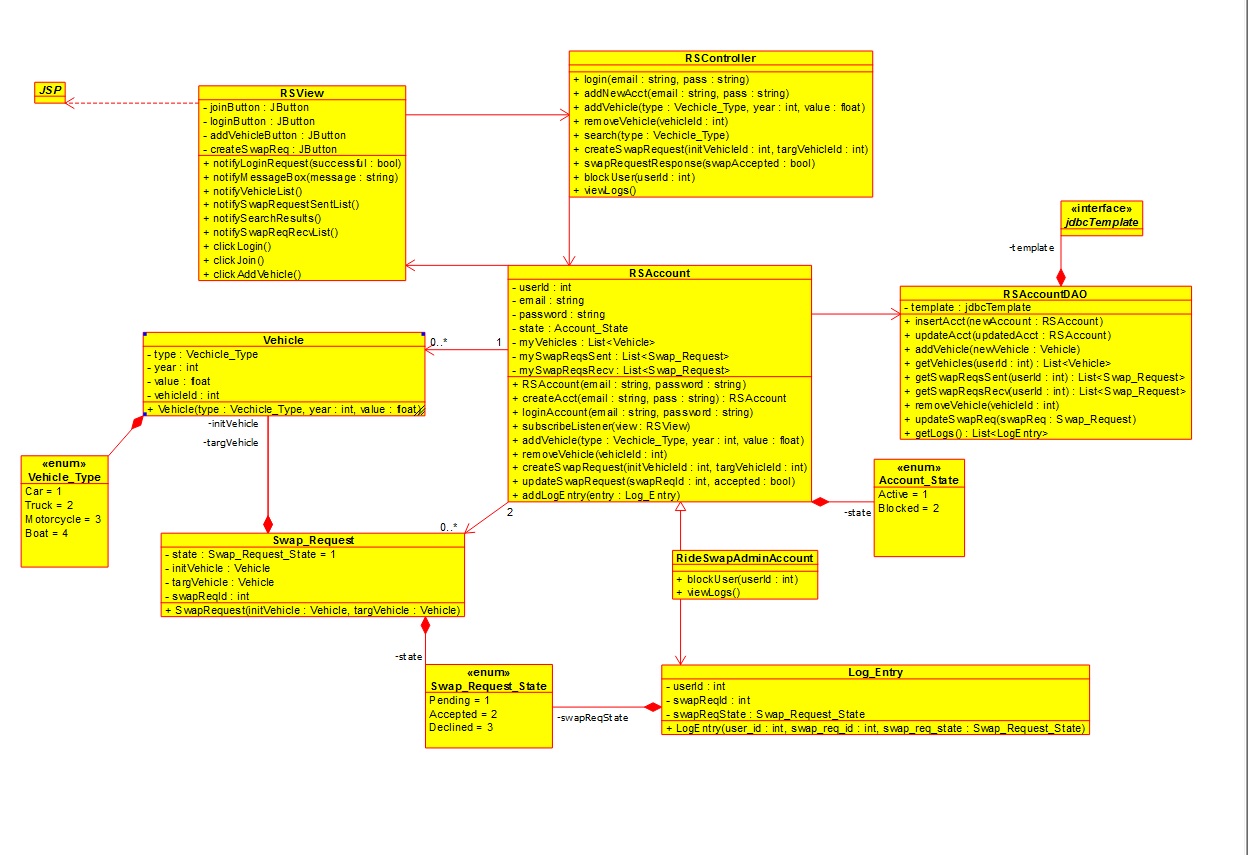 JSP
RSView
- joinButton : JButton
- loginButton : JButton
- addVehicleButton : JButton
- createSwapReq : JButton
+ notifyLoginRequest(successful : bool)
+ notifyMessageBox(message : string)
+ notifyVehicleList()
+ notifySwapRequestSentList()
+ notifySearchResults()
+ notifySwapReqRecvList()
+ clickLogin()
+ clickJoin()
+ clickAddVehicle()
RSController
+ login(email : string, pass : string)
+ addNewAcct(email : string, pass : string)
+ addVehicle(type : Vechicle_Type, year : int, value : float)
+ removeVehicle(vehicleId : int)
+ search(type : Vechicle_Type)
+ createSwapRequest(initVehicleId : int, targVehicleId : int)
+ swapRequestResponse(swapAccepted : bool)
+ blockUser(userId : int)
+ viewLogs()
«interface»
jdbcTemplate
-template
RSAccount
- userId : int
- email : string
- password : string
- state : Account_State
- myVehicles : List<Vehicle>
- mySwapReqsSent : List<Swap_Request>
- mySwapReqsRecv : List<Swap_Request>
+ RSAccount(email : string, password : string)
+ createAcct(email : string, pass : string) : RSAccount
+ loginAccount(email : string, password : string)
+ subscribeListener(view : RSView)
+ addVehicle(type : Vechicle_Type, year : int, value : float)
+ removeVehicle(vehicleId : int)
+ createSwapRequest(initVehicleId : int, targVehicleId : int)
+ updateSwapRequest(swapReqId : int, accepted : bool)
+ addLogEntry(entry : Log_Entry)
RSAccountDAO
- template : jdbcTemplate
+ insertAcct(newAccount : RSAccount)
+ updateAcct(updatedAcct : RSAccount)
+ addVehicle(newVehicle : Vehicle)
+ getVehicles(userId : int) : List<Vehicle>
+ getSwapReqsSent(userId : int) : List<Swap_Request>
+ getSwapReqsRecv(userId : int) : List<Swap_Request>
+ removeVehicle(vehicleId : int)
+ updateSwapReq(swapReq : Swap_Request)
+ getLogs() : List<LogEntry>
Vehicle
- type : Vechicle_Type
- year : int
- value : float
- vehicleId : int
+ Vehicle(type : Vechicle_Type, year : int, value : float)
0..*
1
-initVehicle
-targVehicle
«enum»
Vehicle_Type
Car = 1
Truck = 2
Motorcycle = 3
Boat = 4
«enum»
Account_State
Active = 1
Blocked = 2
-state
2
0..*
Swap_Request
- state : Swap_Request_State = 1
- initVehicle : Vehicle
- targVehicle : Vehicle
- swapReqId : int
+ SwapRequest(initVehicle : Vehicle, targVehicle : Vehicle)
RideSwapAdminAccount
+ blockUser(userId : int)
+ viewLogs()
-state
«enum»
Swap_Request_State
Pending = 1
Accepted = 2
Declined = 3
-swapReqState
Log_Entry
- userId : int
- swapReqId : int
- swapReqState : Swap_Request_State
+ LogEntry(user_id : int, swap_req_id : int, swap_req_state : Swap_Request_State)